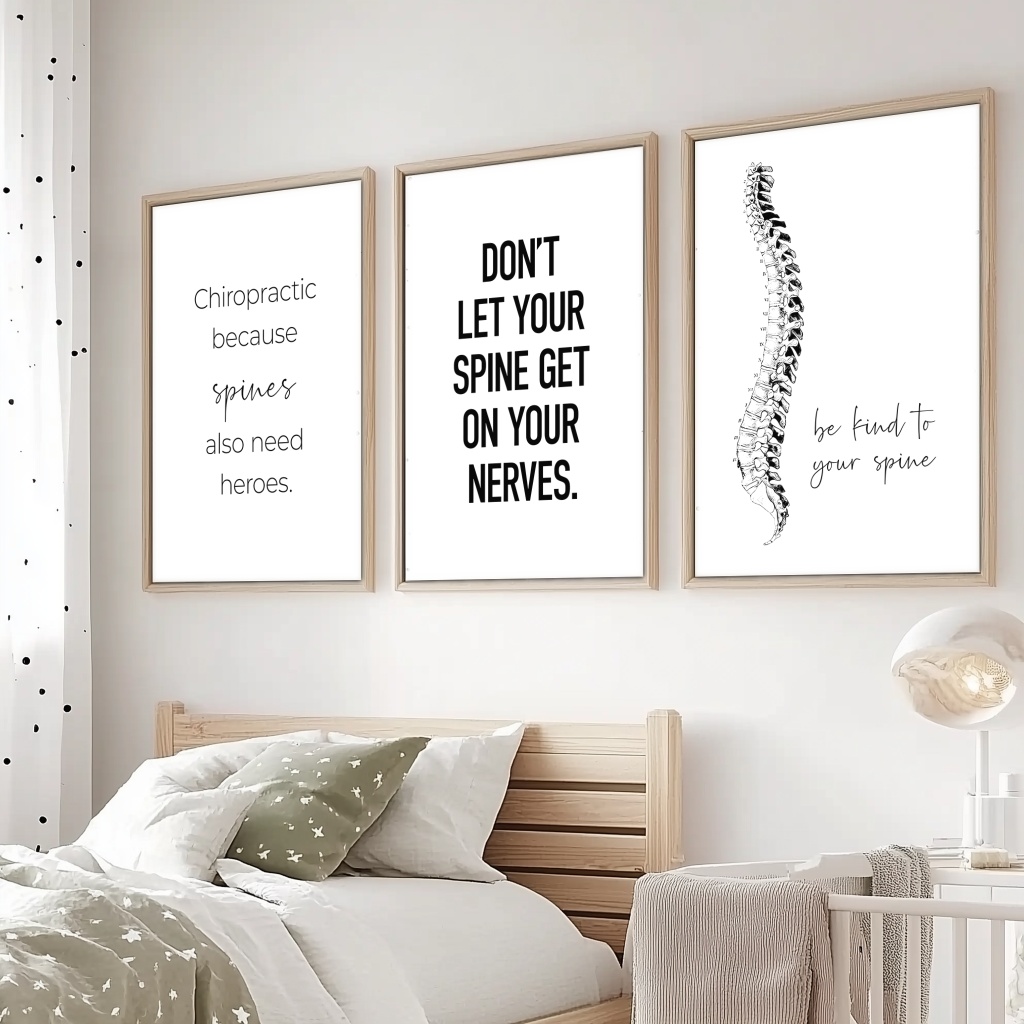 Chiropractic
because
spines
also need
heroes.
DON'T
LET YOUR
SPINE GET
ON YOUR
NERVES.
be kind to
your spine